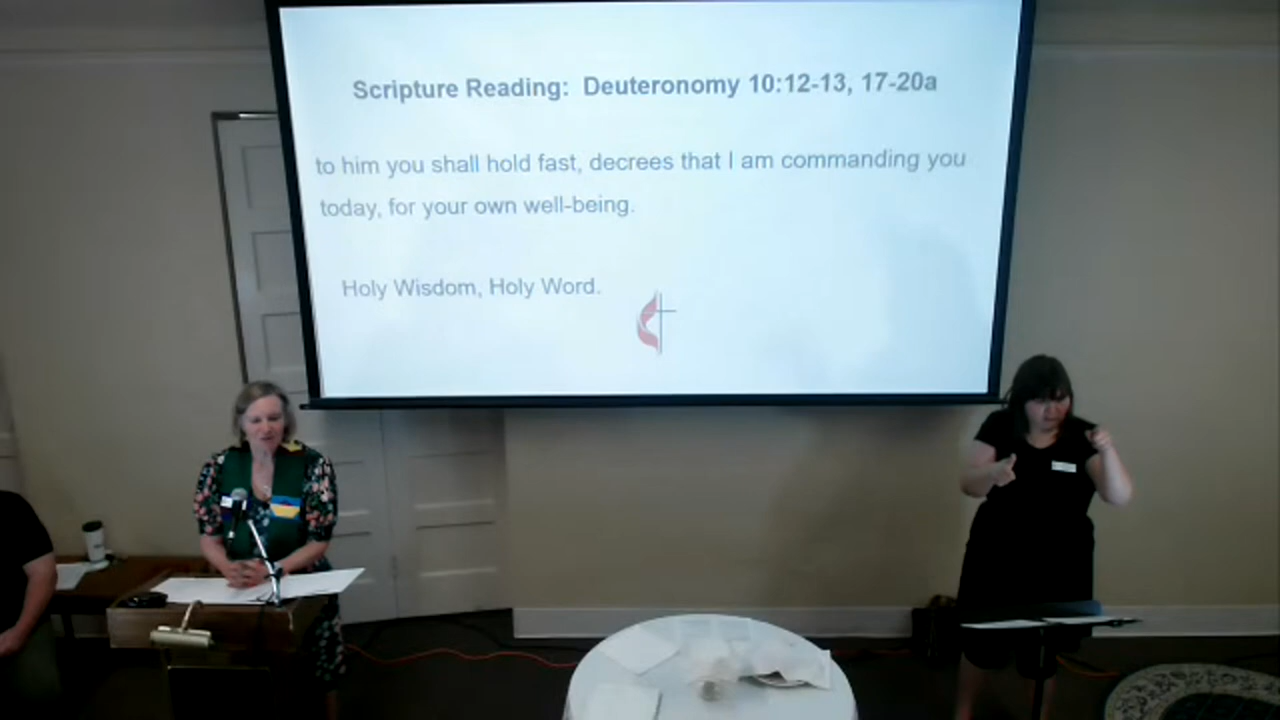 Scripture Reading: Deuteronomy 10:12-13, 17-20a
to him you shall hold fast, decrees that I am commanding you
today, for your own well-being.
Holy Wisdom, Holy Word.